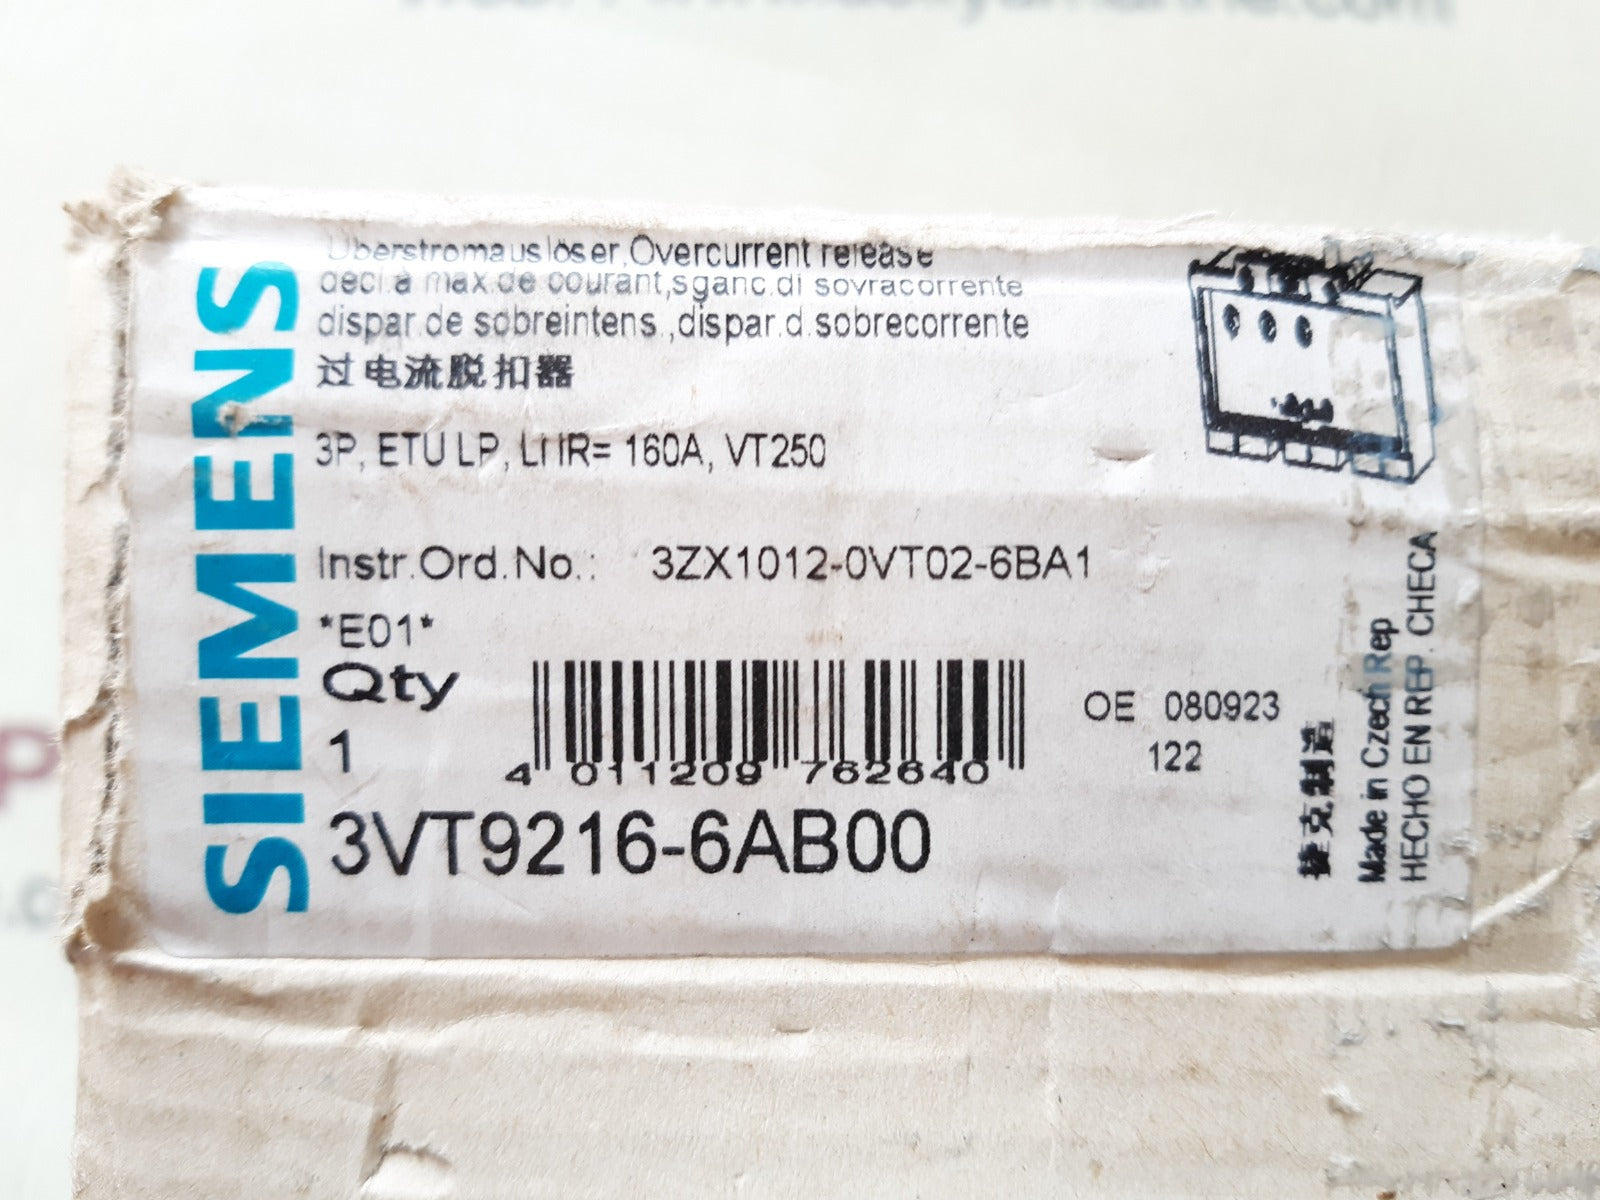 SIEMENS
Überstromauslöser,Overcurrent release
decl.à max.de courant,sganc.di sovracorrente
dispar.de sobreintens.,dispar.d.sobrecorrente
过电流脱扣器
3P, ETU LP, LI IR= 160A, VT250
Instr.Ord.No.: 3ZX1012-0VT02-6BA1
*E01*
Qty
1
4 011209 762640
OE 080923
122
3VT9216-6AB00
捷克制造
Made in Czech Rep
HECHO EN REP. CHECA